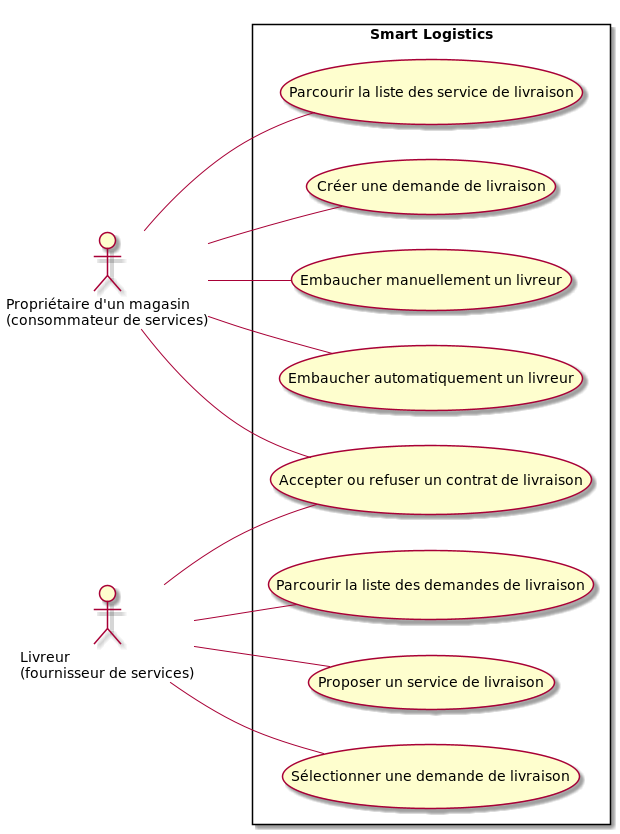 Smart Logistics
Parcourir la liste des service de livraison
Créer une demande de livraison
Embaucher manuellement un livreur
Propriétaire d'un magasin
(consommateur de services)
Embaucher automatiquement un livreur
Accepter ou refuser un contrat de livraison
Parcourir la liste des demandes de livraison
Livreur
(fournisseur de services)
Proposer un service de livraison
Sélectionner une demande de livraison